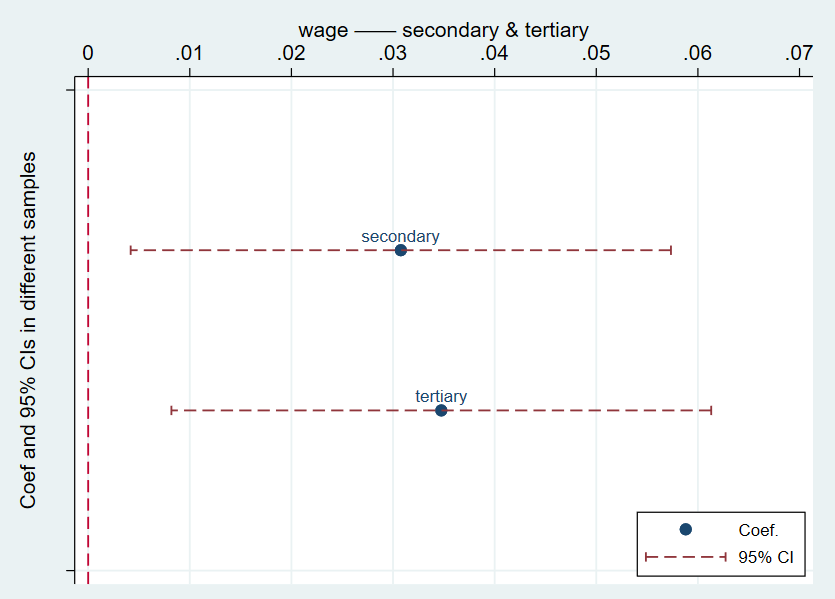 wage —— secondary & tertiary
0 .01 .02 .03 .04 .05 .06 .07
Coef and 95% CIs in different samples
secondary
tertiary
Coef.
95% CI